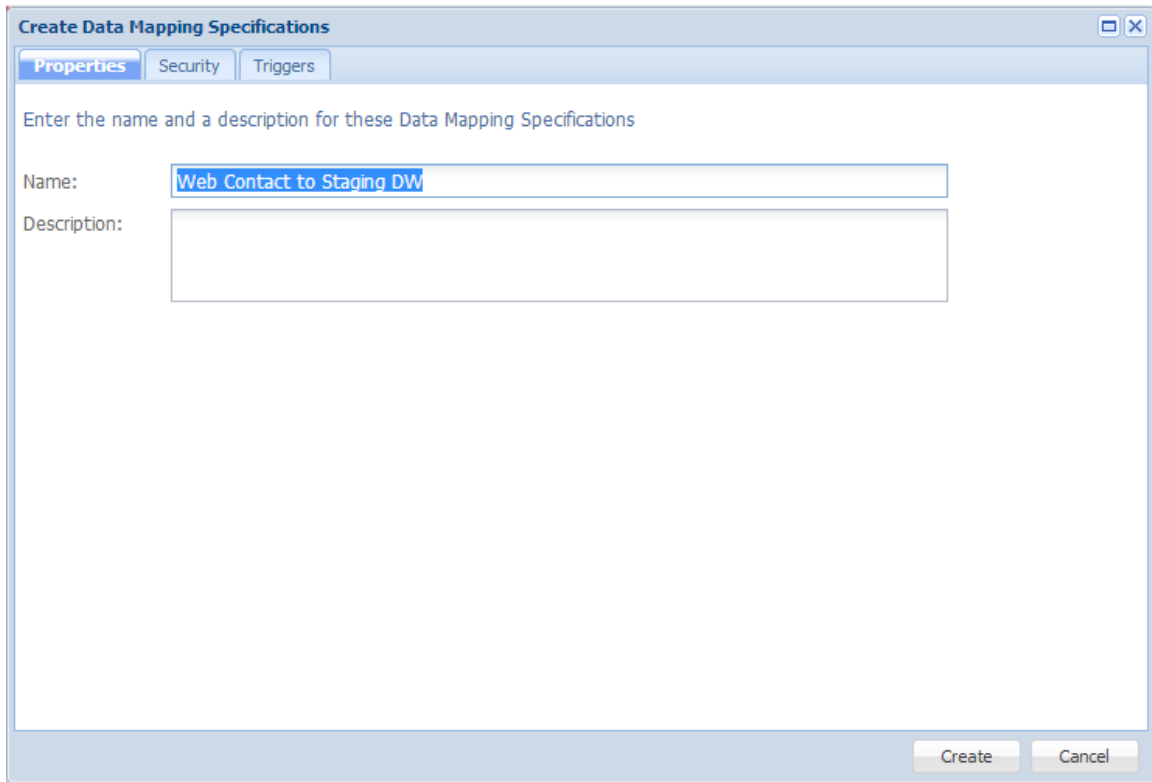 Create Data Mapping Specifications
Properties Security Triggers
Enter the name and a description for these Data Mapping Specifications
Name: Web Contact to Staging DW
Description:
Create Cancel